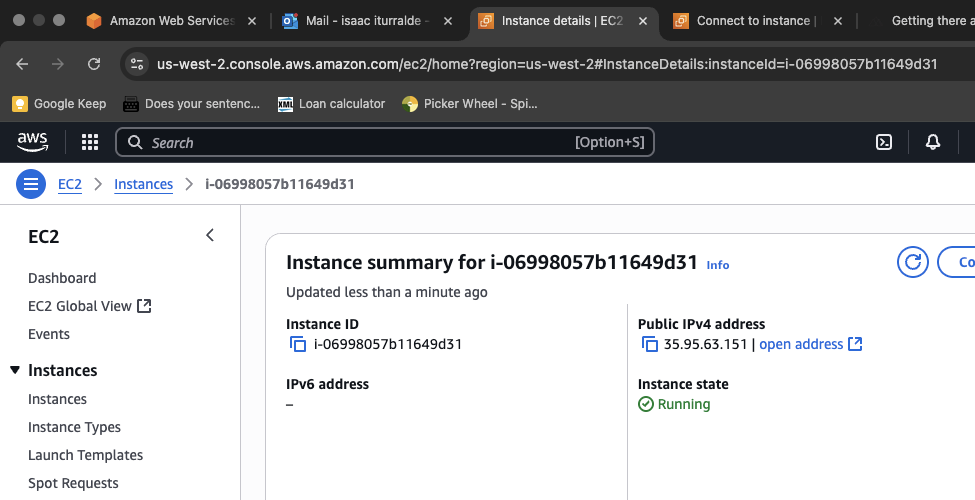 Amazon Web Services
Mail - isaac iturralde -
Instance details | EC2
Connect to instance |
Getting there a
us-west-2.console.aws.amazon.com/ec2/home?region=us-west-2#InstanceDetails:instanceId=i-06998057b11649d31
Google Keep
Does your sentenc...
XML
Loan calculator
Picker Wheel - Spi...
aws
Search
[Option+S]
EC2
Instances
i-06998057b11649d31
EC2
Dashboard
EC2 Global View
Events
Instances
Instances
Instance Types
Launch Templates
Spot Requests
Instance summary for i-06998057b11649d31 Info
Updated less than a minute ago
Co
Instance ID
i-06998057b11649d31
IPv6 address
–
Public IPv4 address
35.95.63.151 | open address
Instance state
Running